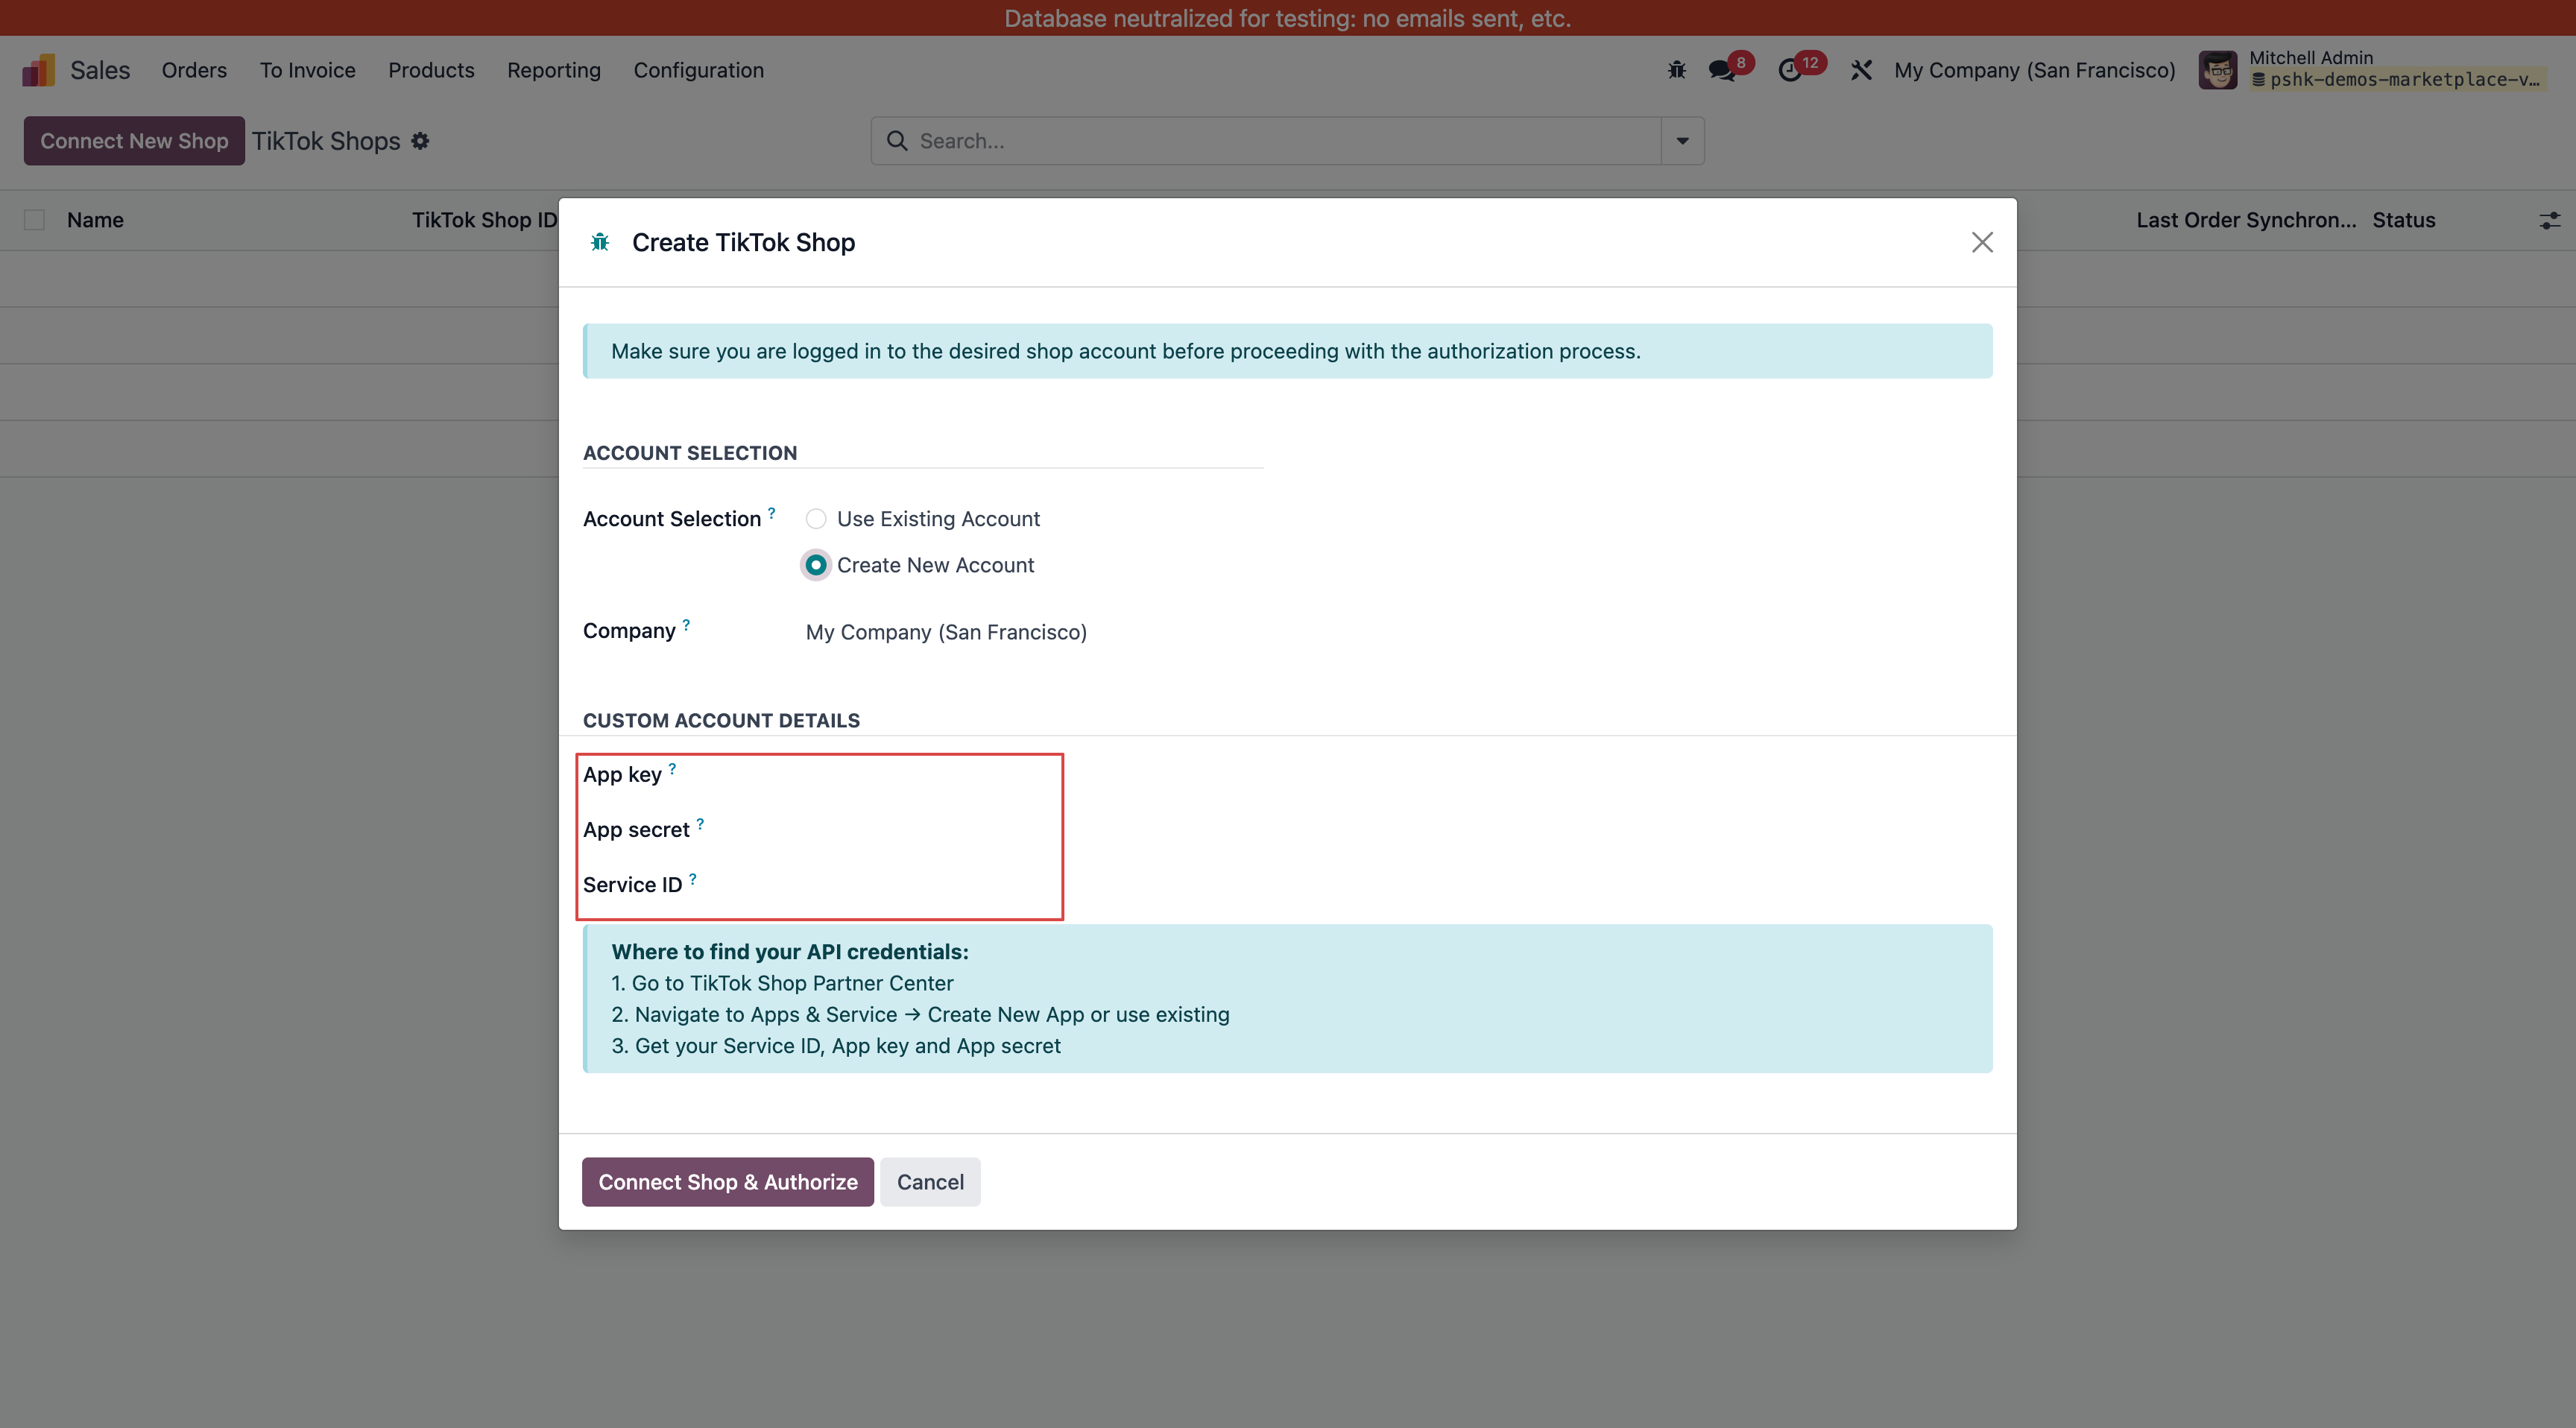 Database neutralized for testing: no emails sent, etc.
Sales Orders To Invoice Products Reporting Configuration 8 12 My Company (San Francisco) Mitchell Admin
pshk-demos-marketplace-v...
Connect New Shop TikTok Shops Search...
Name TikTok Shop ID Last Order Synchron... Status
Create TikTok Shop
Make sure you are logged in to the desired shop account before proceeding with the authorization process.
ACCOUNT SELECTION
Account Selection ? Use Existing Account
Create New Account
Company ? My Company (San Francisco)
CUSTOM ACCOUNT DETAILS
App key ?
App secret ?
Service ID ?
Where to find your API credentials:
1. Go to TikTok Shop Partner Center
2. Navigate to Apps & Service → Create New App or use existing
3. Get your Service ID, App key and App secret
Connect Shop & Authorize Cancel